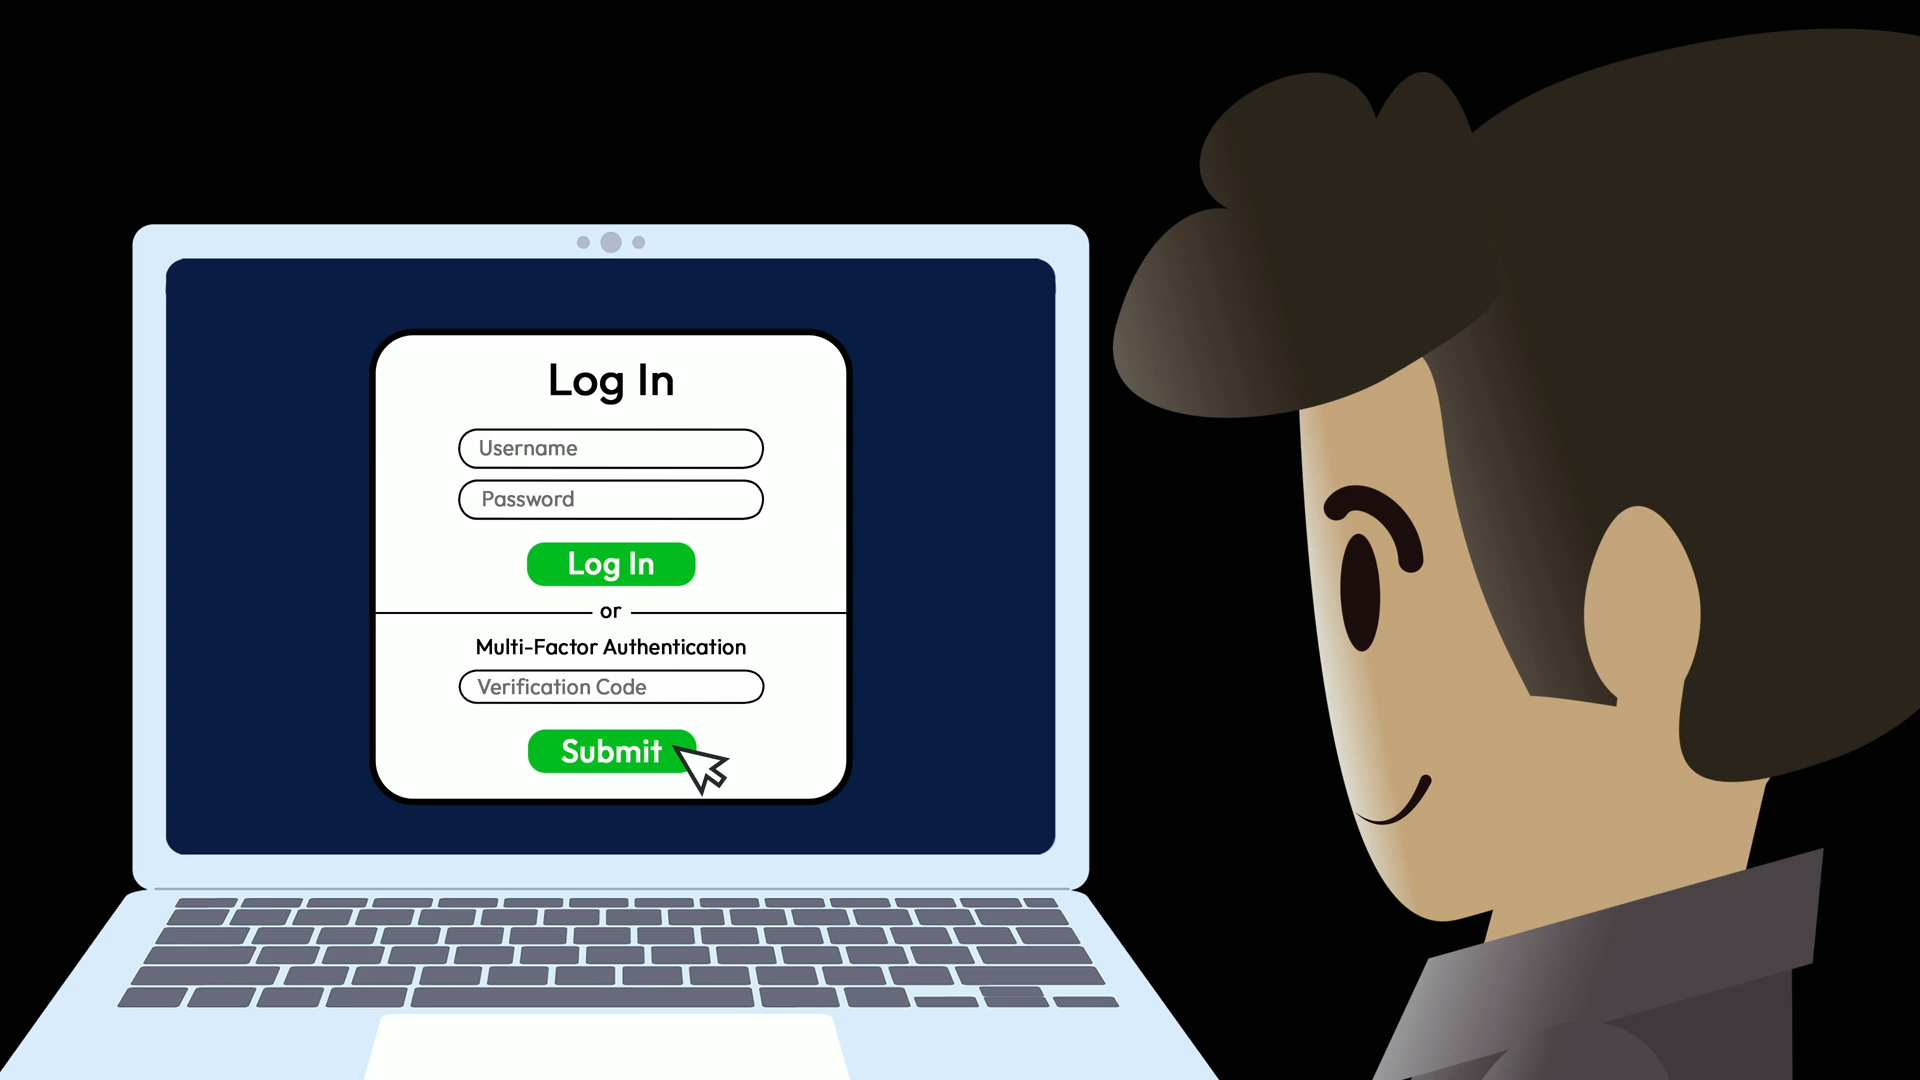 Log In
Username
Password
Log In
or
Multi-Factor Authentication
Verification Code
Submit